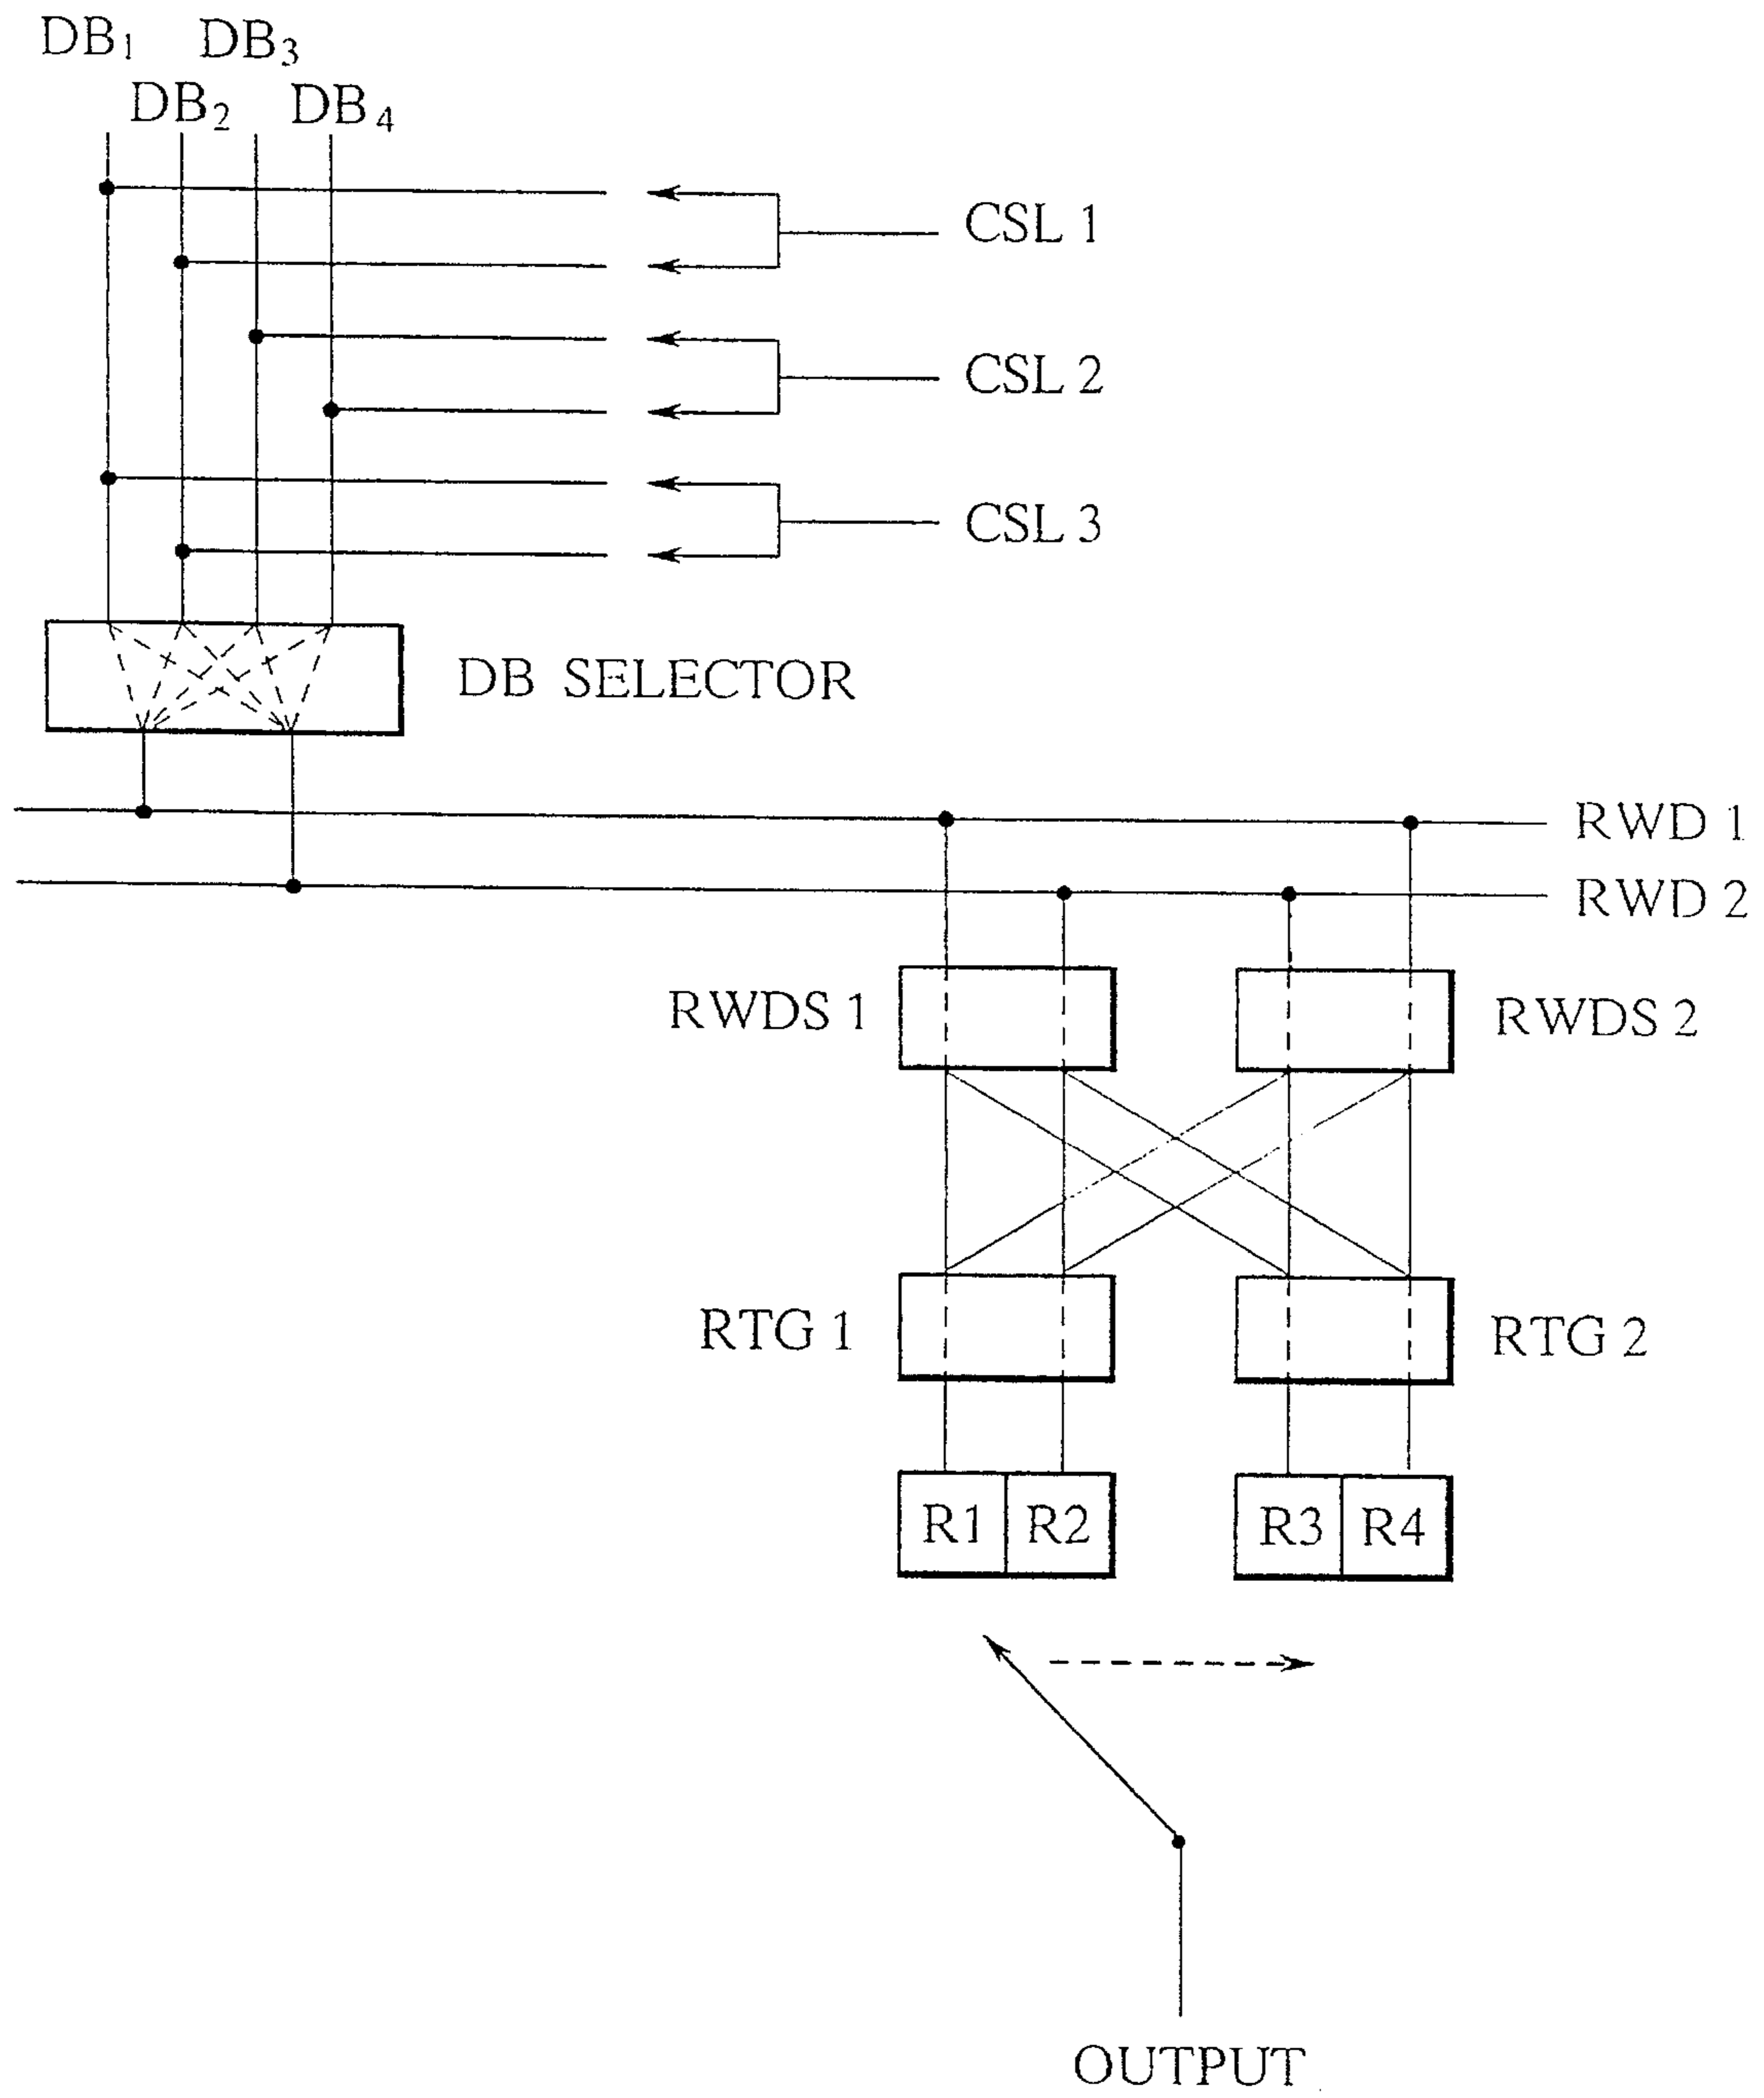 DB₁ DB₃
DB₂ DB₄
CSL 1
CSL 2
CSL 3
DB SELECTOR
RWD 1
RWD 2
RWDS 1
RWDS 2
RTG 1
RTG 2
R1 R2 R3 R4
OUTPUT